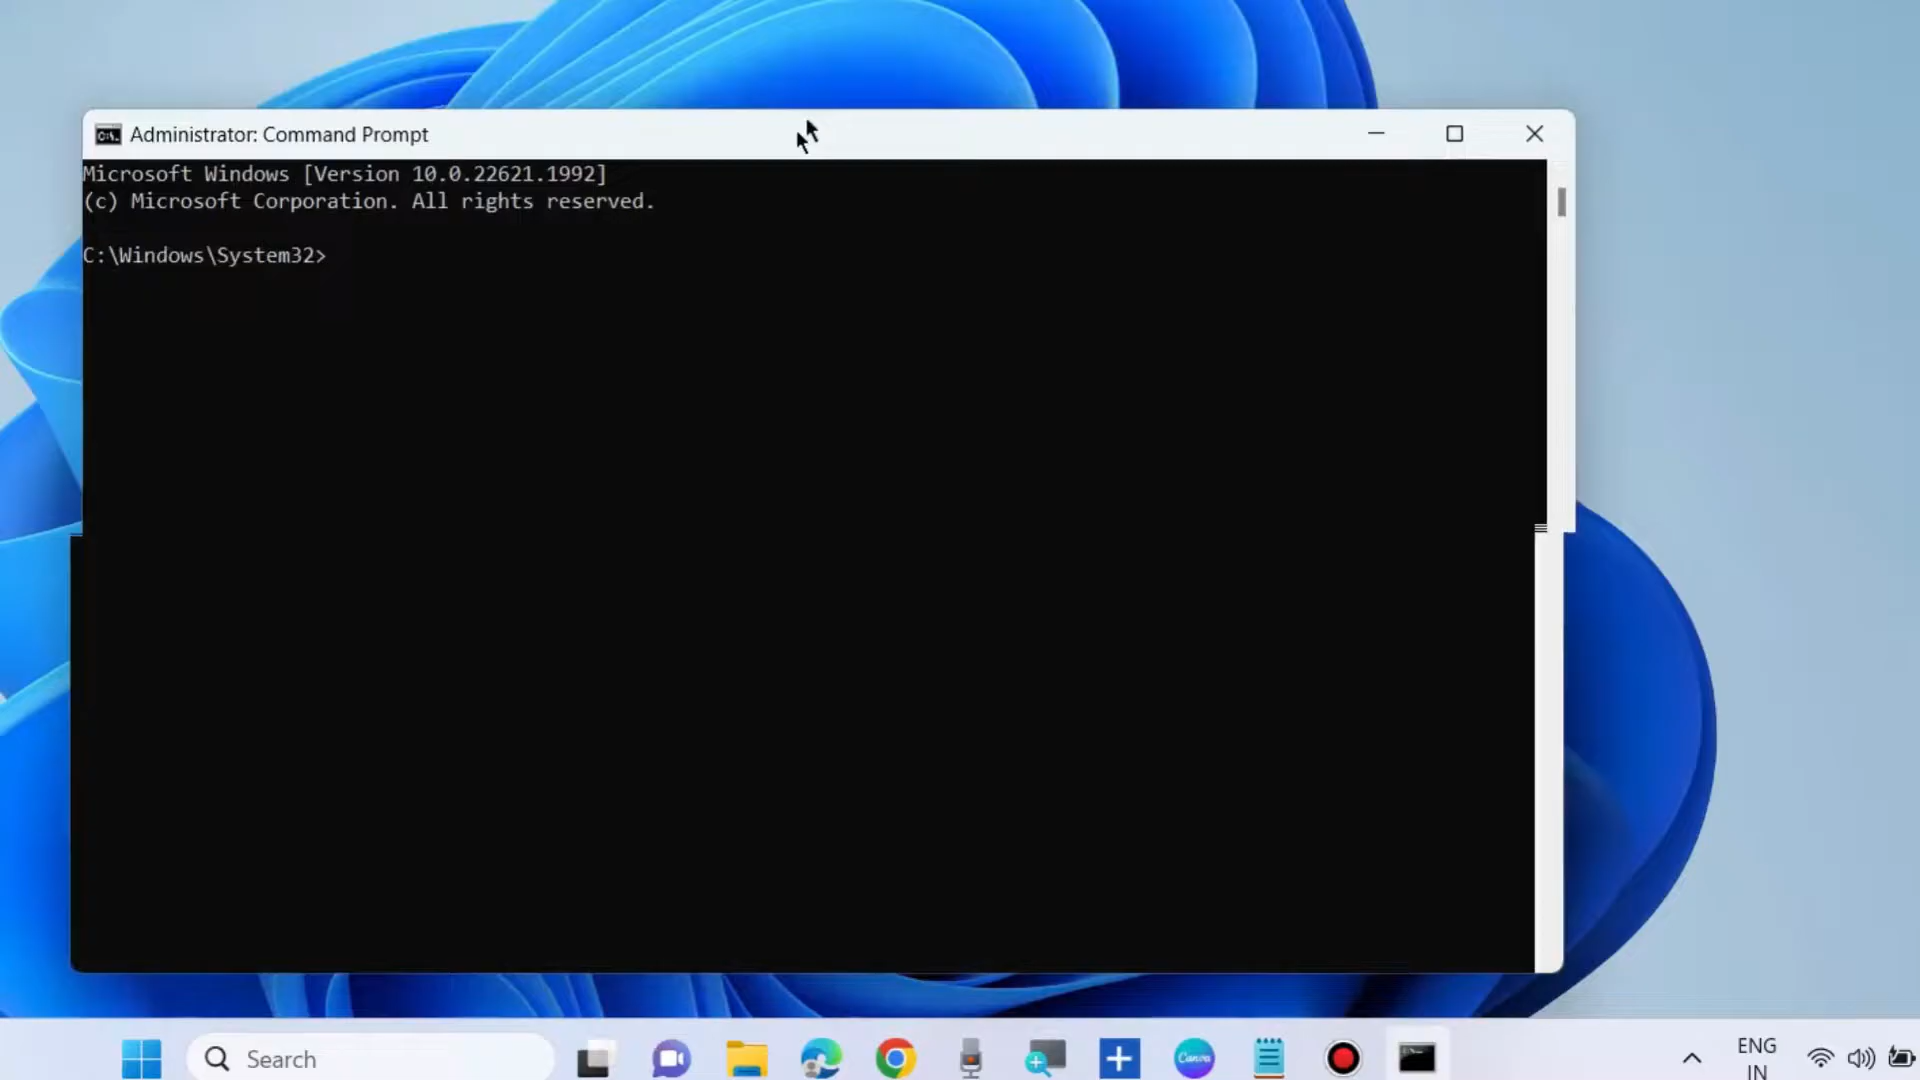 Administrator: Command Prompt
Microsoft Windows [Version 10.0.22621.1992]
(c) Microsoft Corporation. All rights reserved.
C:\Windows\System32>
Search
Canva
ENG
IN